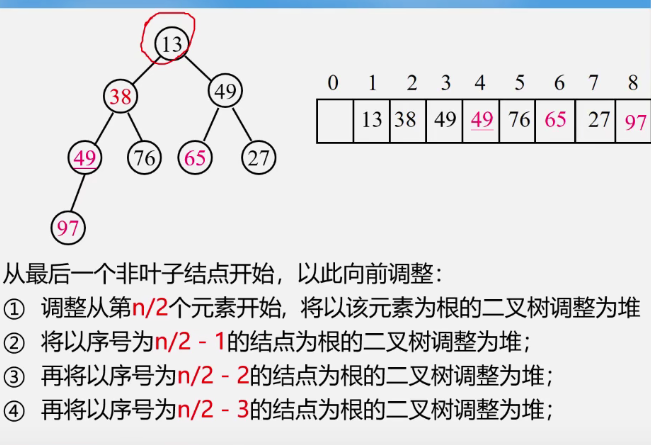 13
38
49
49
76
65
27
97
0 1 2 3 4 5 6 7 8
13 38 49 49 76 65 27 97
从最后一个非叶子结点开始，以此向前调整：
① 调整从第n/2个元素开始, 将以该元素为根的二叉树调整为堆
② 将以序号为n/2 - 1的结点为根的二叉树调整为堆；
③ 再将以序号为n/2 - 2的结点为根的二叉树调整为堆；
④ 再将以序号为n/2 - 3的结点为根的二叉树调整为堆；